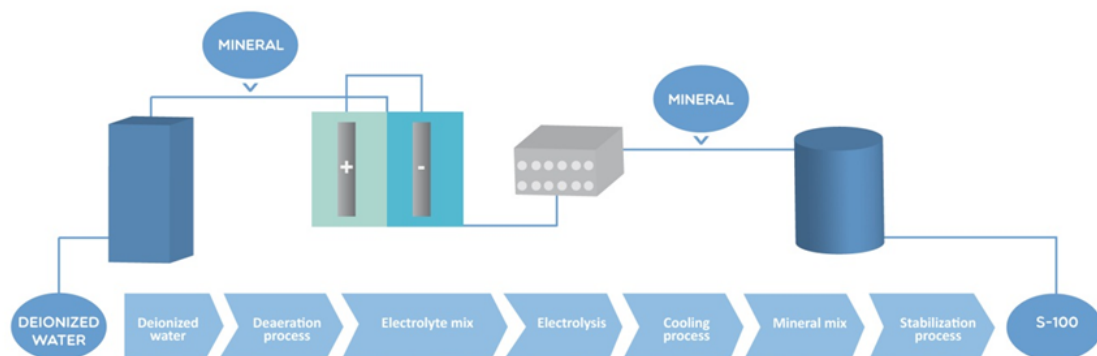 MINERAL
MINERAL
+
-
DEIONIZED
WATER
Deionized
water
Deaeration
process
Electrolyte mix
Electrolysis
Cooling
process
Mineral mix
Stabilization
process
S-100